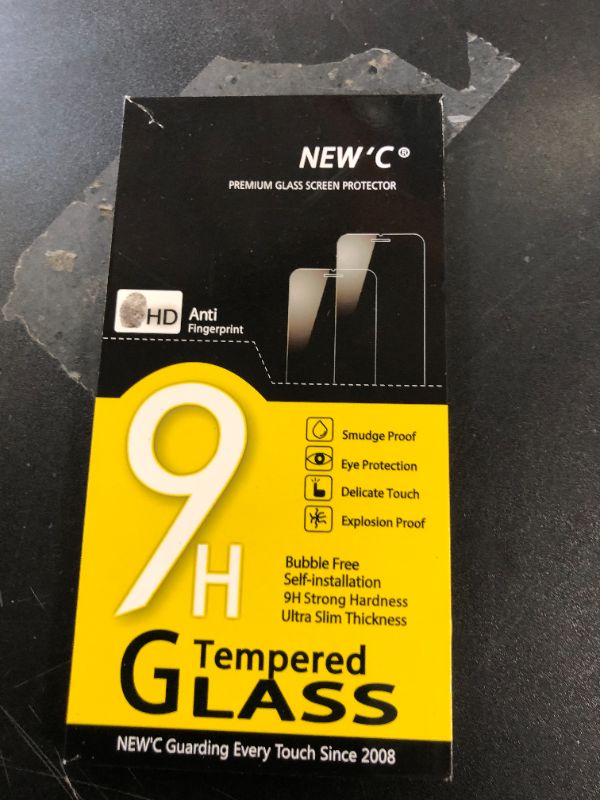 NEW'C®
PREMIUM GLASS SCREEN PROTECTOR
HD Anti
Fingerprint
9H
Smudge Proof
Eye Protection
Delicate Touch
Explosion Proof
Bubble Free
Self-installation
9H Strong Hardness
Ultra Slim Thickness
Tempered
GLASS
NEW'C Guarding Every Touch Since 2008